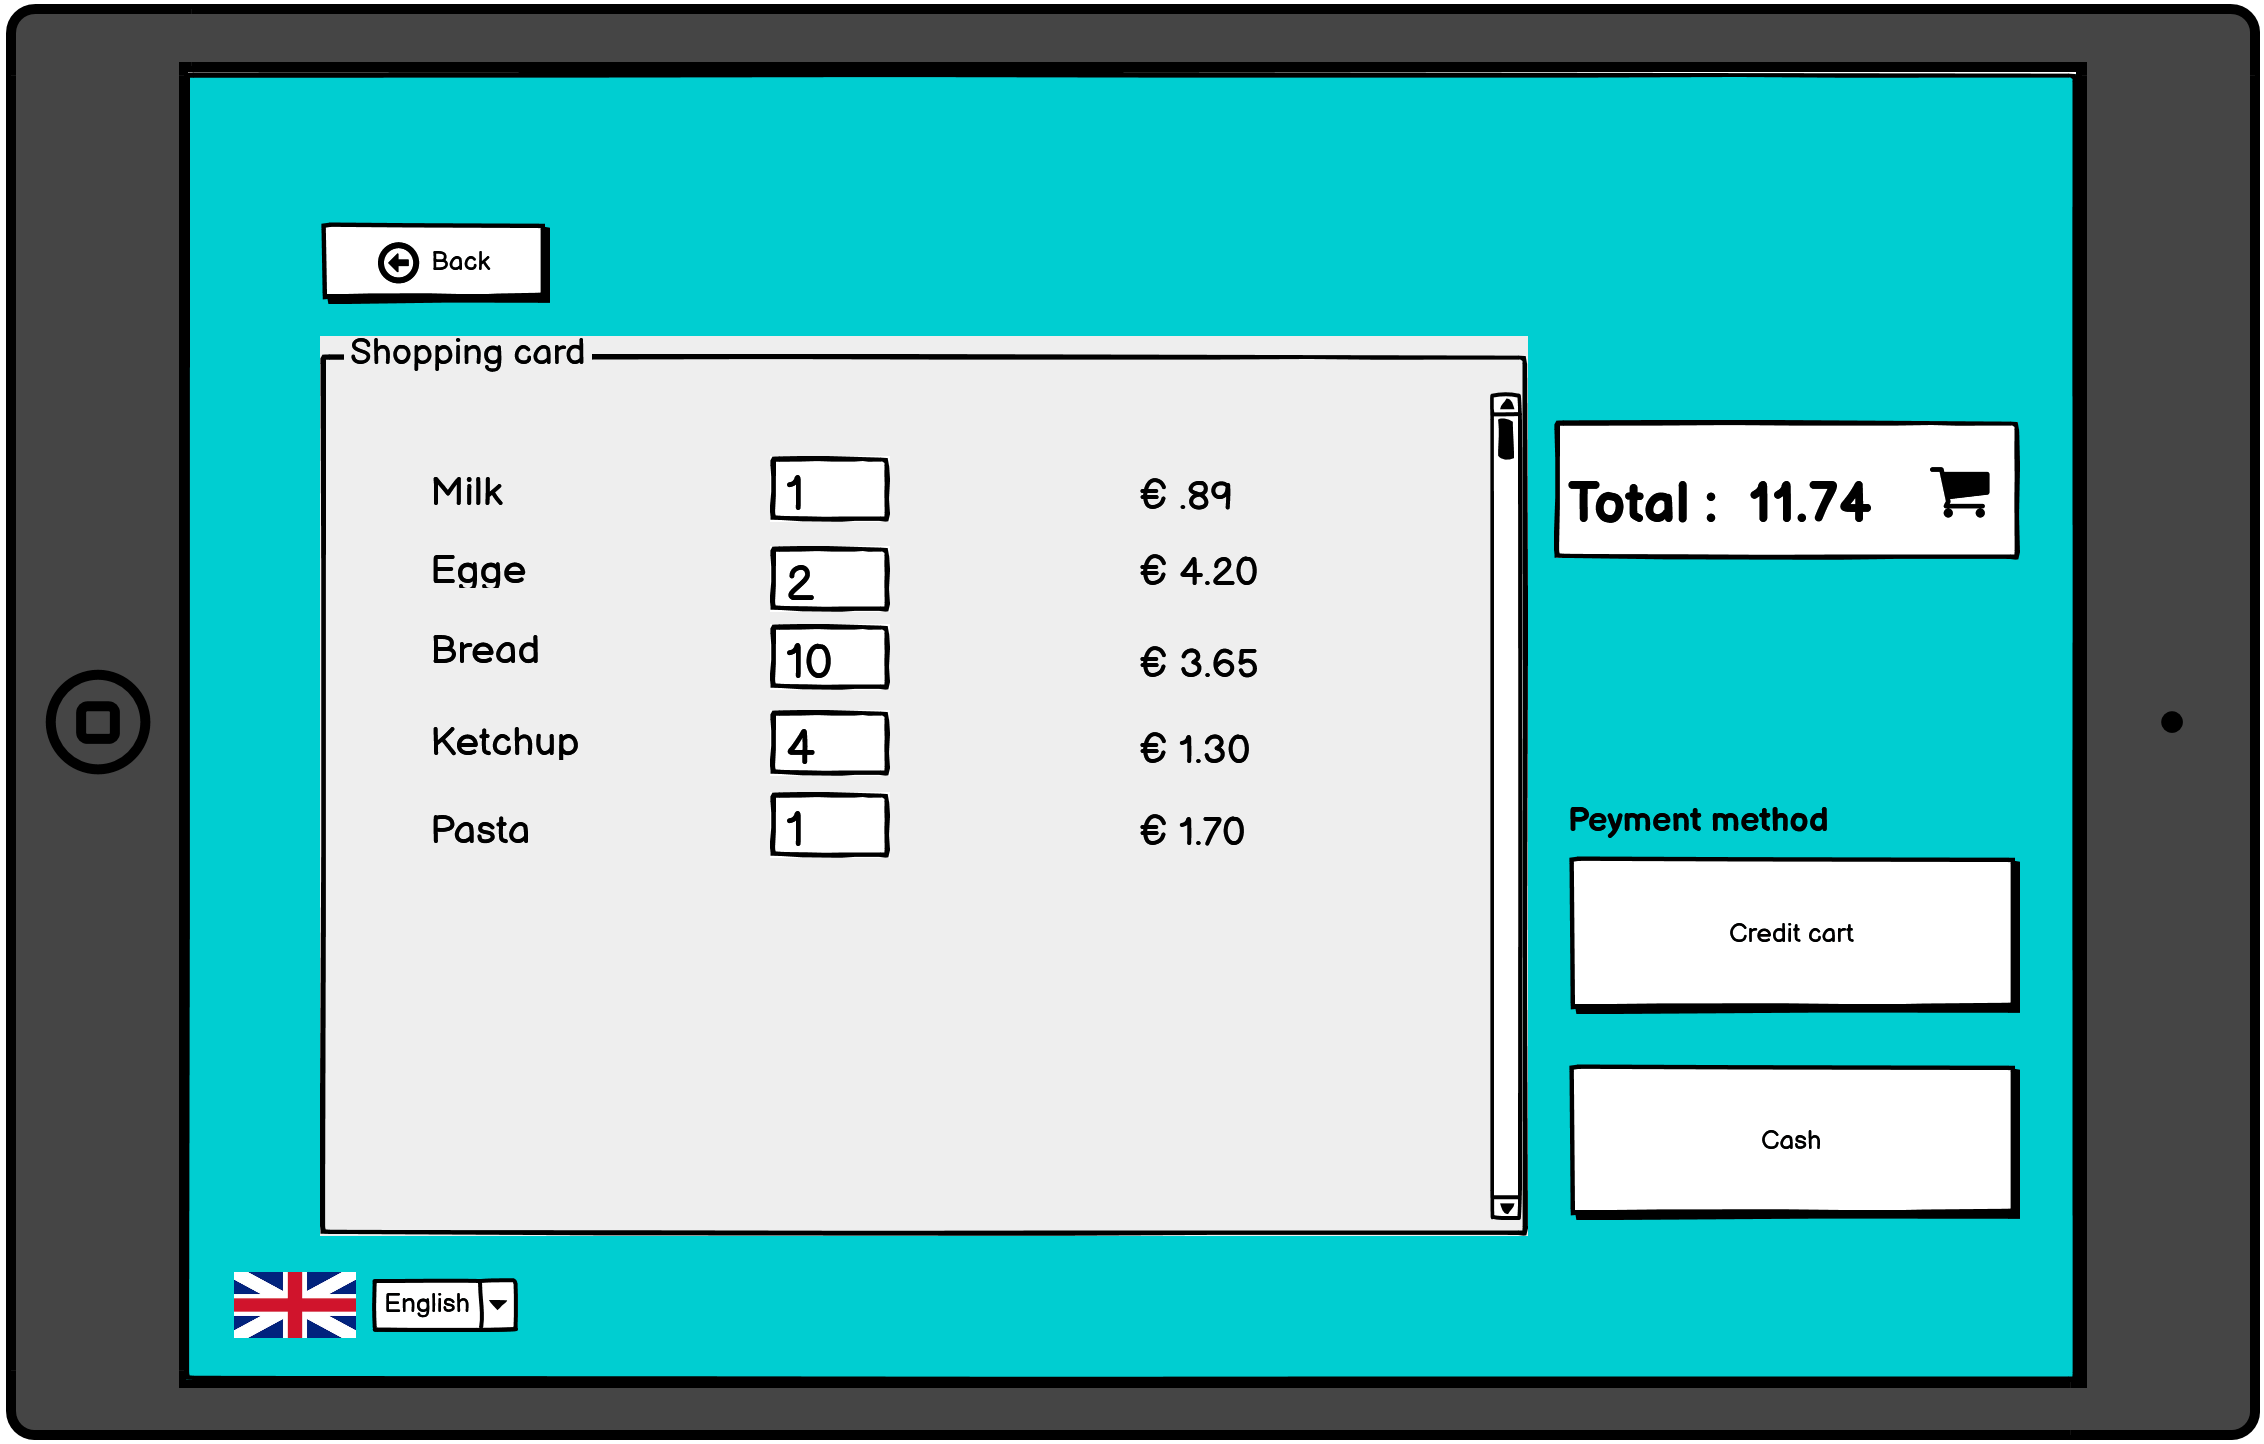 Back
Shopping card
Milk 1 € .89
Egge 2 € 4.20
Bread 10 € 3.65
Ketchup 4 € 1.30
Pasta 1 € 1.70
Total : 11.74
Peyment method
Credit cart
Cash
English